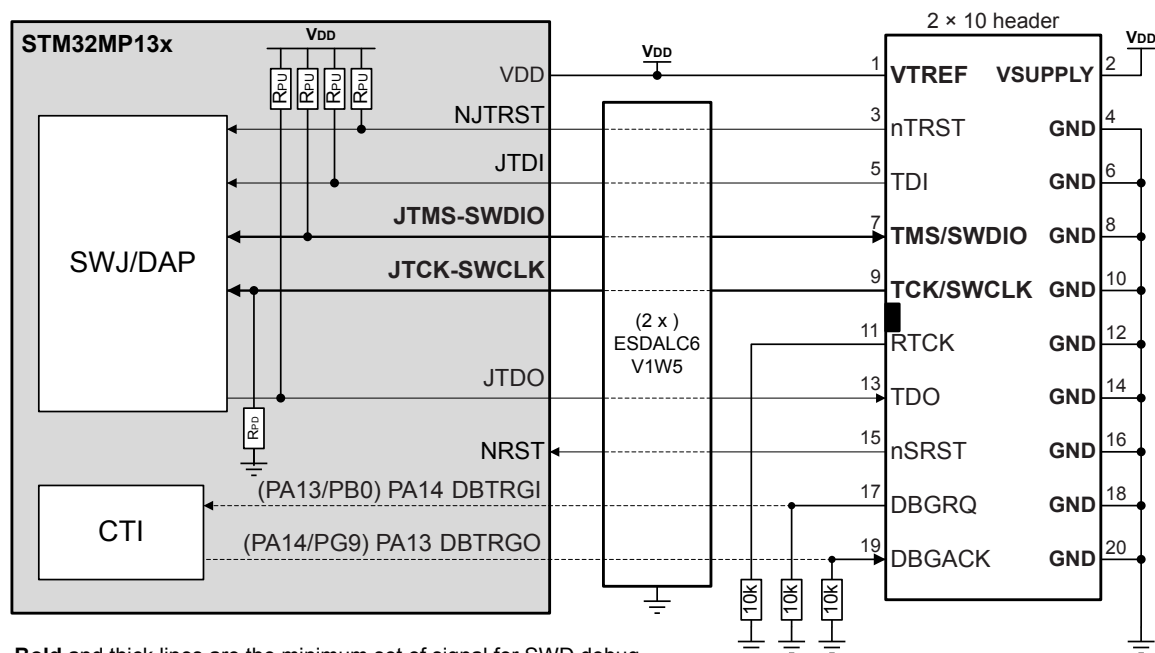 2 × 10 header
STM32MP13x
VDD
VDD
VDD
RPU
RPU
RPU
RPU
VDD
1
VTREF
VSUPPLY
2
NJTRST
3
nTRST
GND
4
JTDI
5
TDI
GND
6
JTMS-SWDIO
7
TMS/SWDIO
GND
8
SWJ/DAP
JTCK-SWCLK
9
TCK/SWCLK
GND
10
(2 x )
ESDALC6
V1W5
11
RTCK
GND
12
JTDO
13
TDO
GND
14
RPD
NRST
15
nSRST
GND
16
(PA13/PB0) PA14 DBTRGI
17
DBGRQ
GND
18
CTI
(PA14/PG9) PA13 DBTRGO
19
DBGACK
GND
20
10k
10k
10k
Bold and thick lines are the minimum set of signal for SWD debug